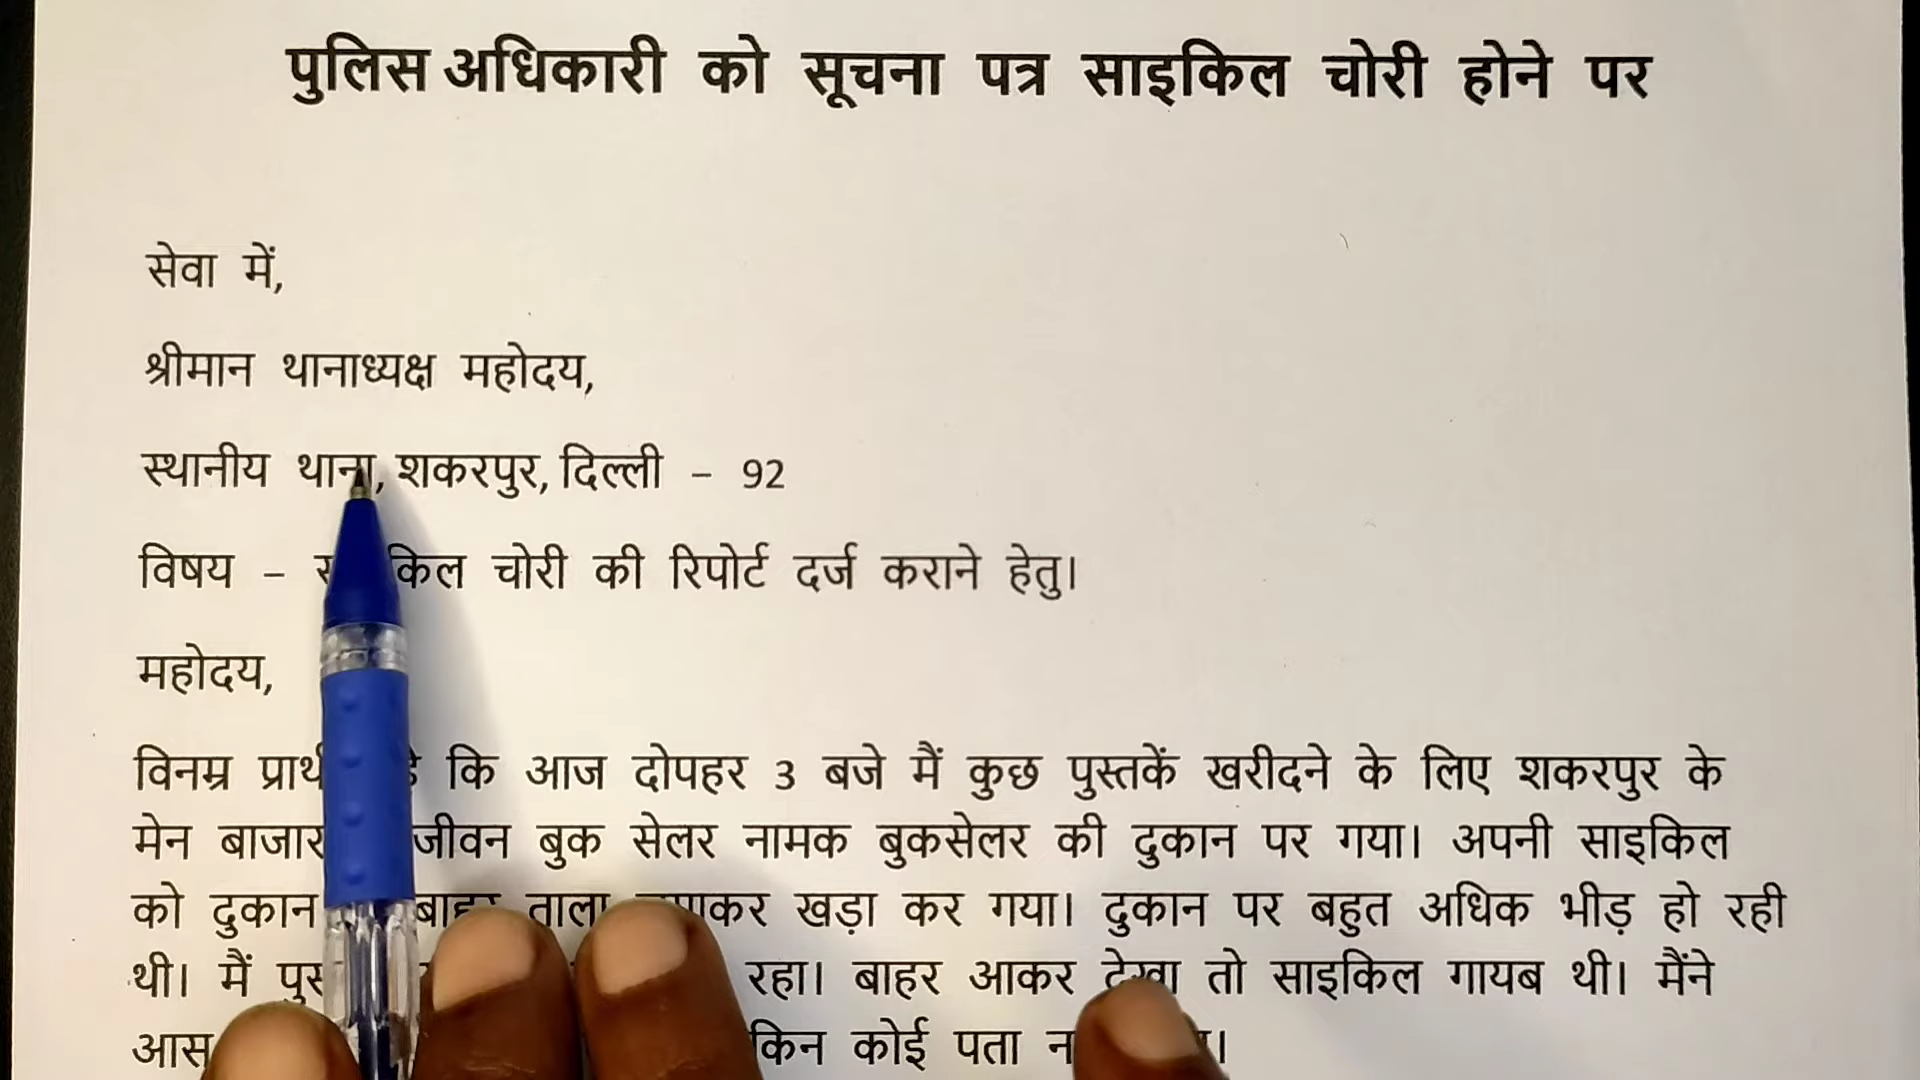 पुलिस अधिकारी को सूचना पत्र साइकिल चोरी होने पर
सेवा में,
श्रीमान थानाध्यक्ष महोदय,
स्थानीय थाना, शकरपुर, दिल्ली – 92
विषय – चोरी की रिपोर्ट दर्ज कराने हेतु।
महोदय,
विनम्र कि आज दोपहर 3 बजे मैं कुछ पुस्तकें खरीदने के लिए शकरपुर के
मेन बाजार जीवन बुक सेलर नामक बुकसेलर की दुकान पर गया। अपनी साइकिल
को दुकान बाहर ताला खड़ा कर गया। दुकान पर बहुत अधिक भीड़ हो रही
थी। मैं रहा। बाहर आकर देखा तो साइकिल गायब थी। मैंने
कोई पता